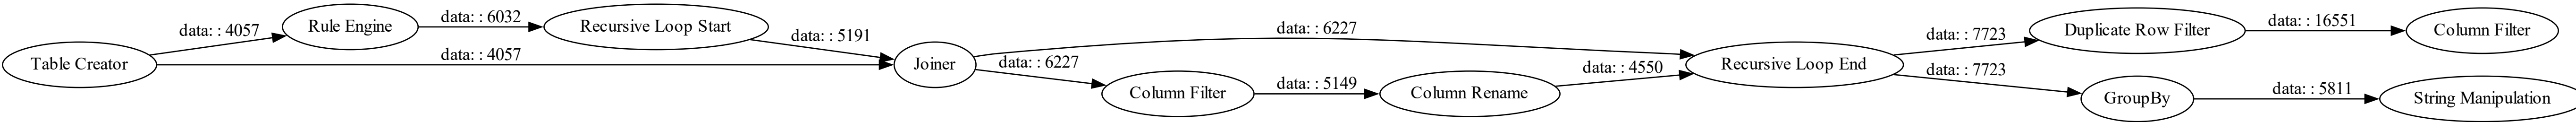 Table Creator
data: : 4057
Rule Engine
data: : 6032
Recursive Loop Start
data: : 5191
data: : 4057
Joiner
data: : 6227
data: : 6227
Column Filter
data: : 5149
Column Rename
data: : 4550
Recursive Loop End
data: : 7723
Duplicate Row Filter
data: : 16551
Column Filter
data: : 7723
GroupBy
data: : 5811
String Manipulation